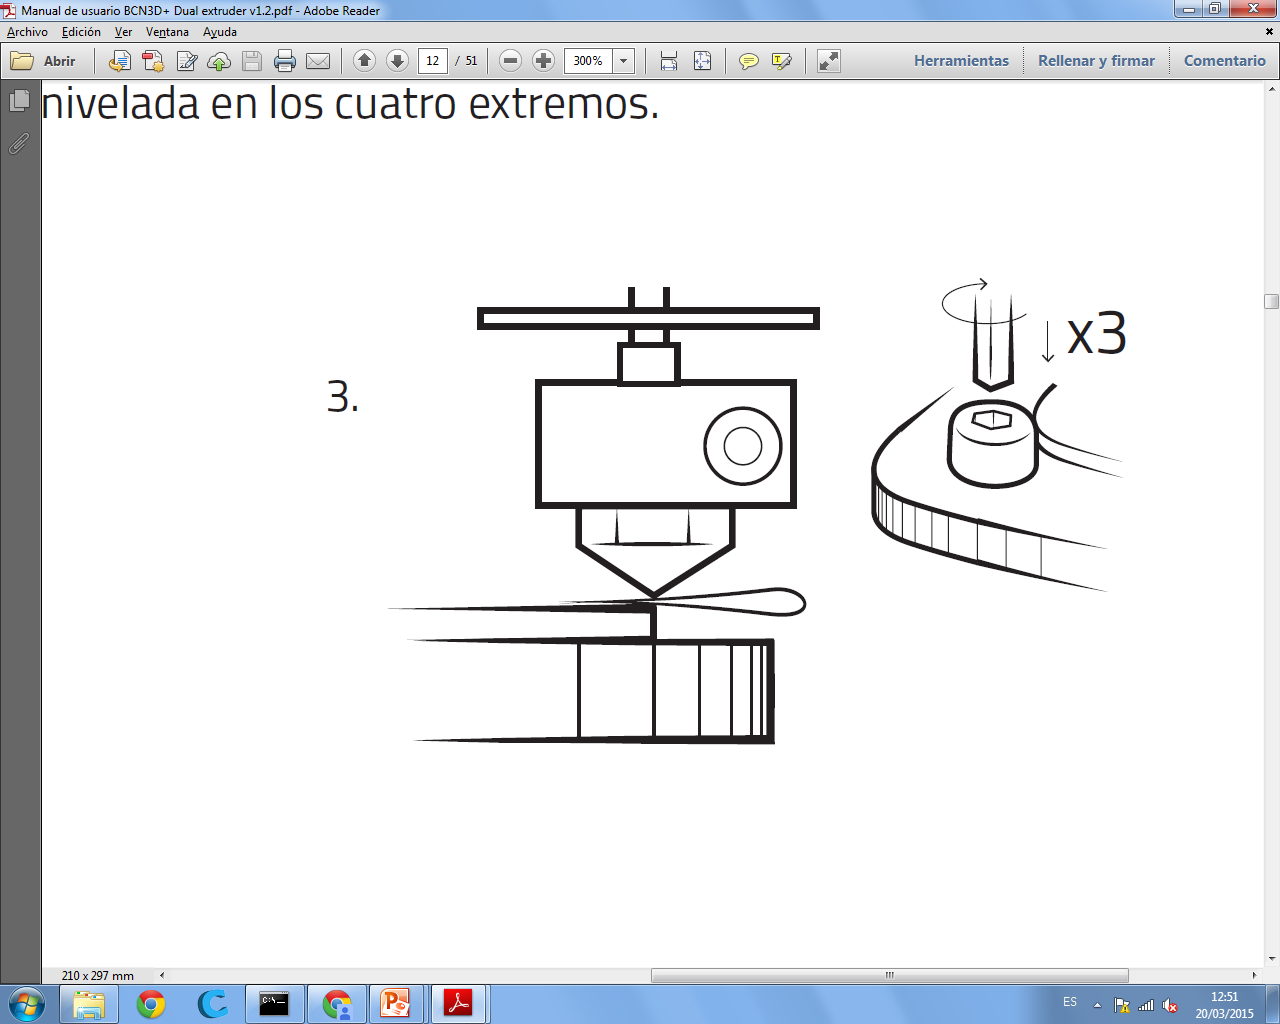 Manual de usuario BCN3D+ Dual extruder v1.2.pdf - Adobe Reader
Archivo Edición Ver Ventana Ayuda
Abrir 12 / 51 300% Herramientas Rellenar y firmar Comentario
nivelada en los cuatro extremos.
x3
3.
210 x 297 mm
C:\_
ES 12:51
20/03/2015